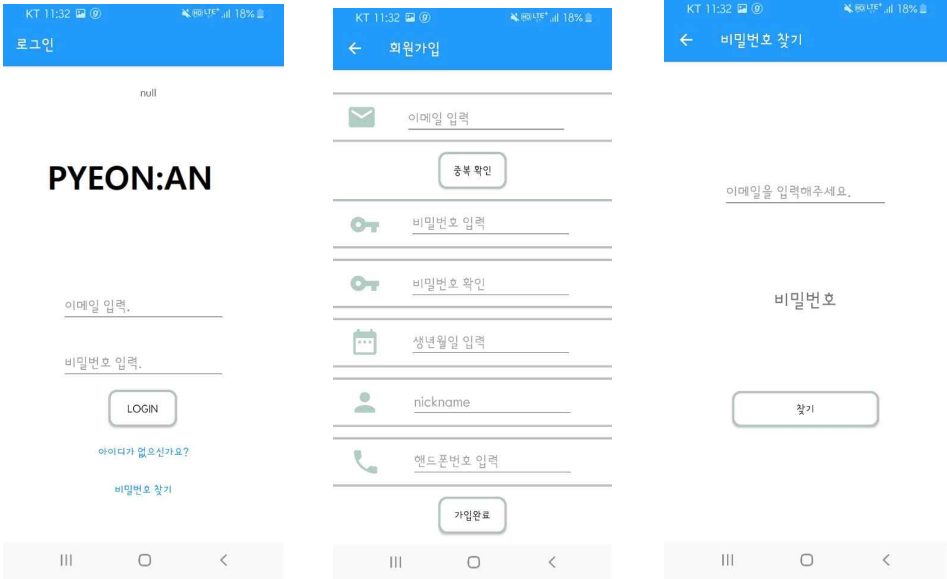 KT 11:32 18%
로그인
null
PYEON:AN
이메일 입력.
비밀번호 입력.
LOGIN
아이디가 없으신가요?
비밀번호 찾기
KT 11:32 18%
회원가입
이메일 입력
중복 확인
비밀번호 입력
비밀번호 확인
생년월일 입력
nickname
핸드폰번호 입력
가입완료
KT 11:32 18%
비밀번호 찾기
이메일을 입력해주세요.
비밀번호
찾기